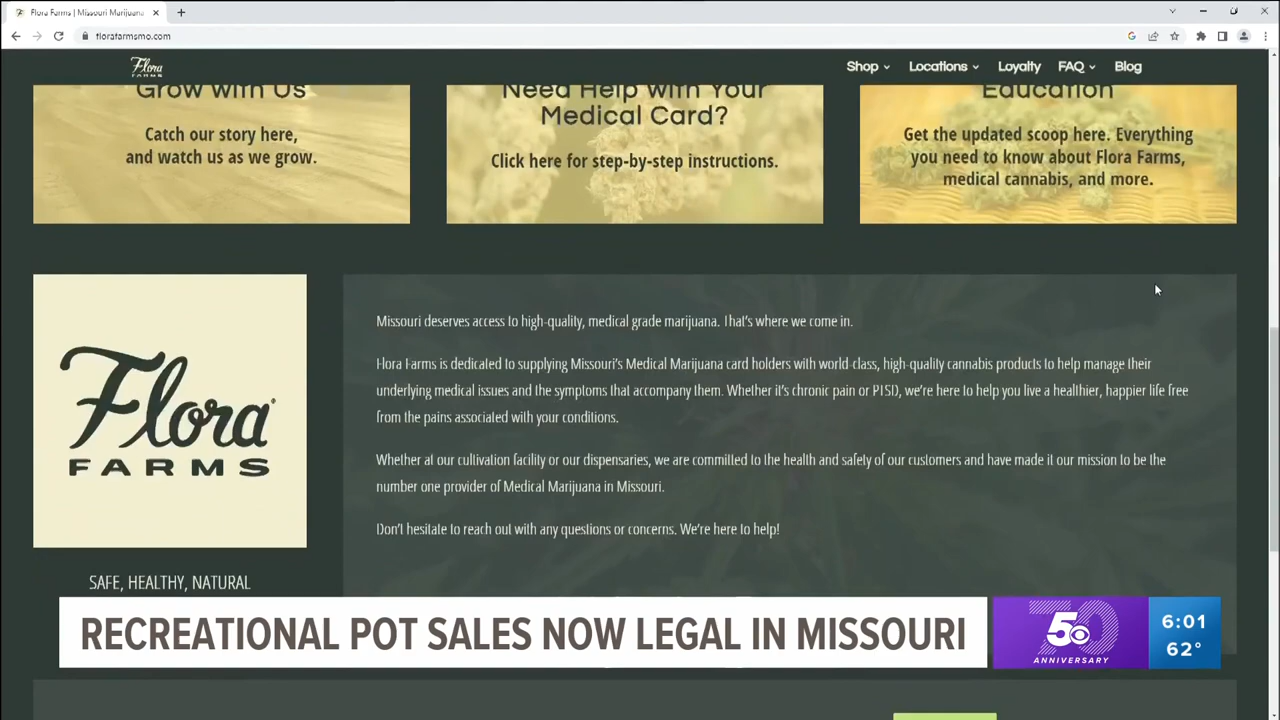 Flora Farms | Missouri Marijuana
florafarmsmo.com
Flora FARMS
Shop
Locations
Loyalty
FAQ
Blog
Grow With Us
Catch our story here,
and watch us as we grow.
Need Help With Your
Medical Card?
Click here for step-by-step instructions.
Education
Get the updated scoop here. Everything
you need to know about Flora Farms,
medical cannabis, and more.
Flora
FARMS
SAFE, HEALTHY, NATURAL
Missouri deserves access to high-quality, medical grade marijuana. That's where we come in.
Flora Farms is dedicated to supplying Missouri's Medical Marijuana card holders with world-class, high-quality cannabis products to help manage their
underlying medical issues and the symptoms that accompany them. Whether it's chronic pain or PTSD, we're here to help you live a healthier, happier life free
from the pains associated with your conditions.
Whether at our cultivation facility or our dispensaries, we are committed to the health and safety of our customers and have made it our mission to be the
number one provider of Medical Marijuana in Missouri.
Don't hesitate to reach out with any questions or concerns. We're here to help!
RECREATIONAL POT SALES NOW LEGAL IN MISSOURI
70
5
ANNIVERSARY
6:01
62°